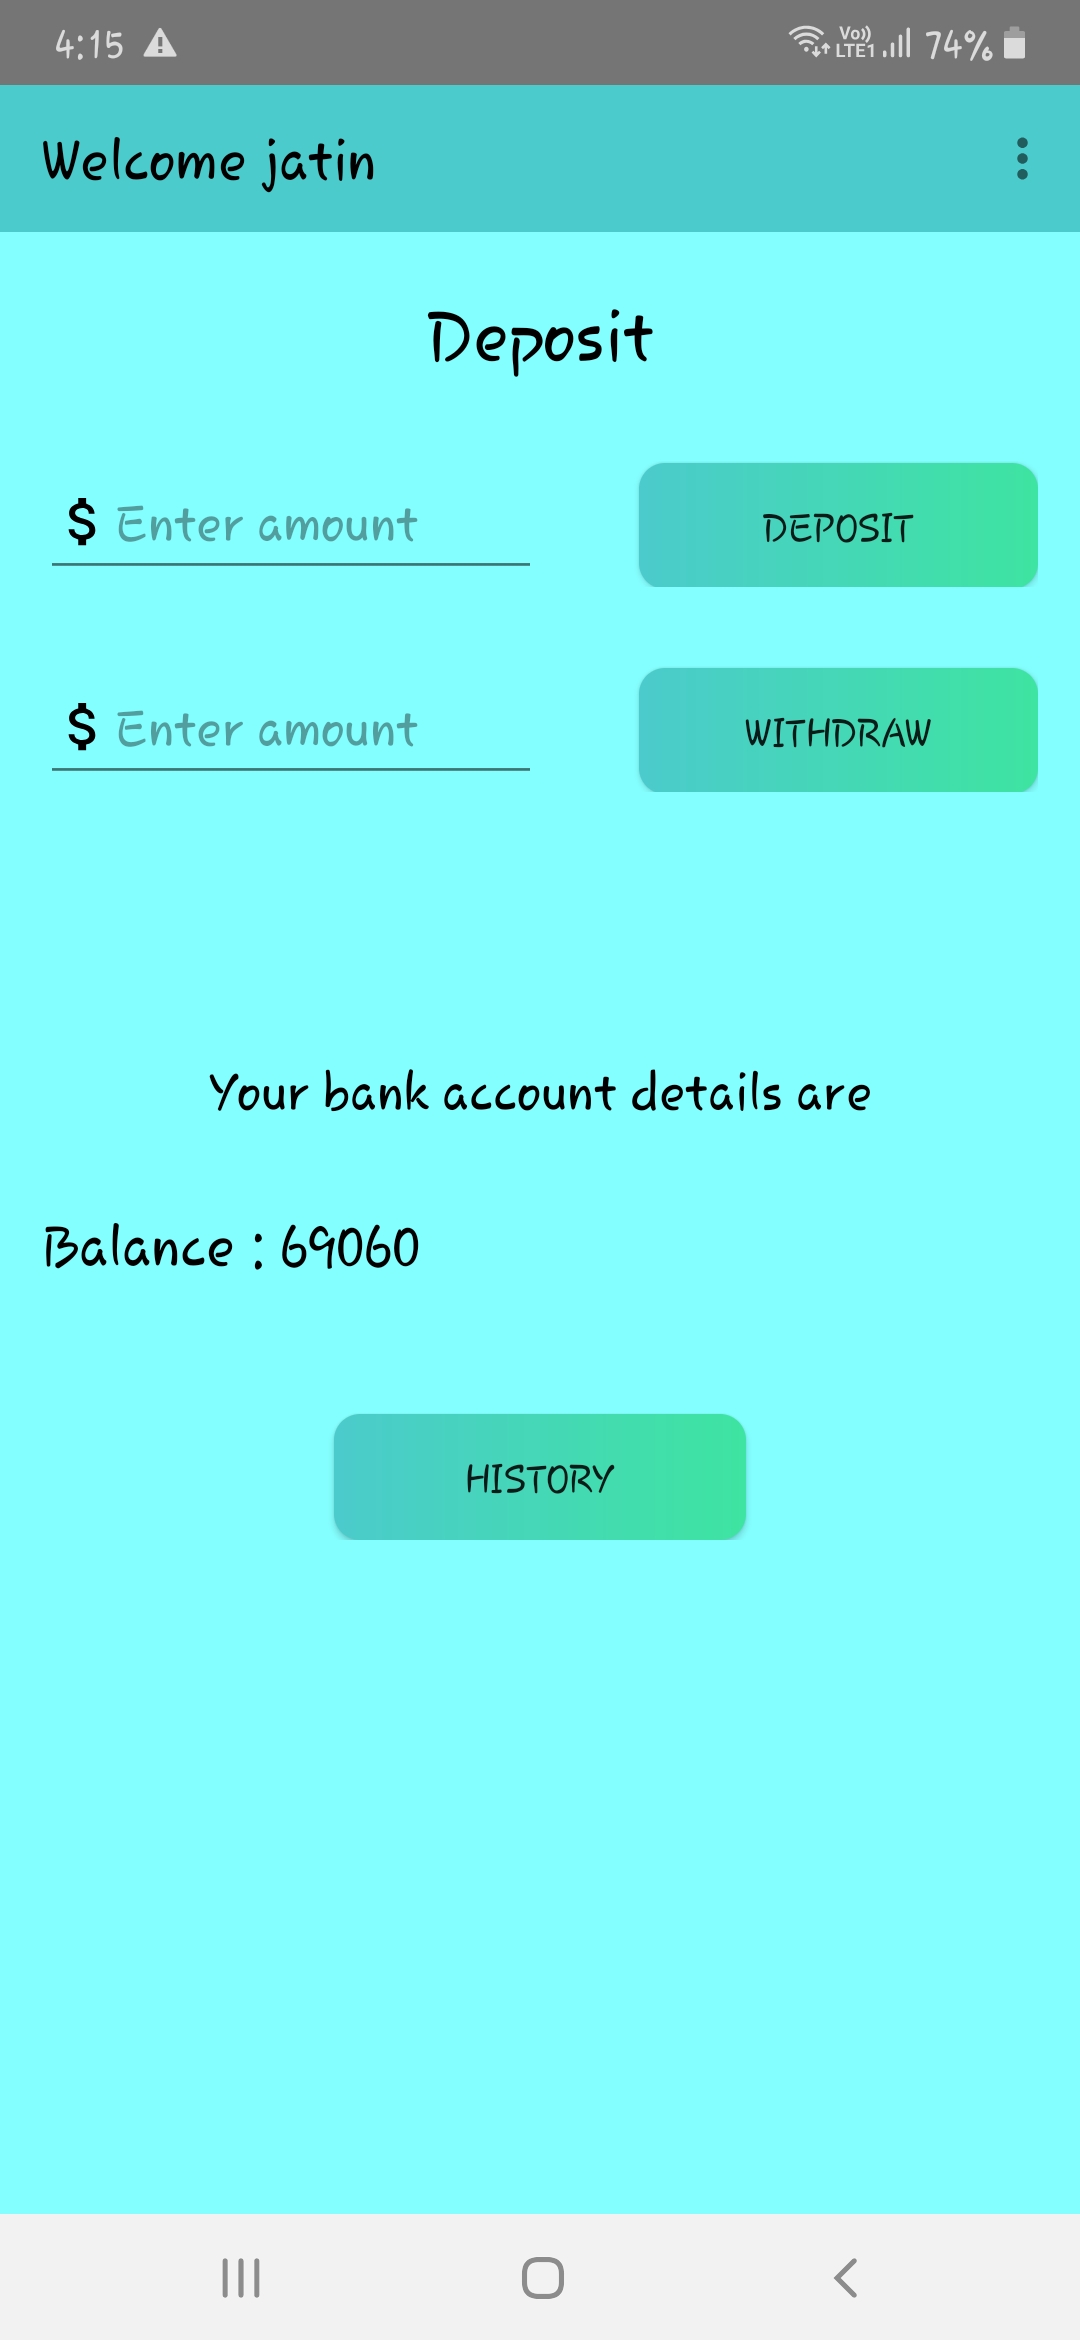 4:15 Vo)) LTE1 74%
Welcome jatin
Deposit
$ Enter amount DEPOSIT
$ Enter amount WITHDRAW
Your bank account details are
Balance : 69060
HISTORY